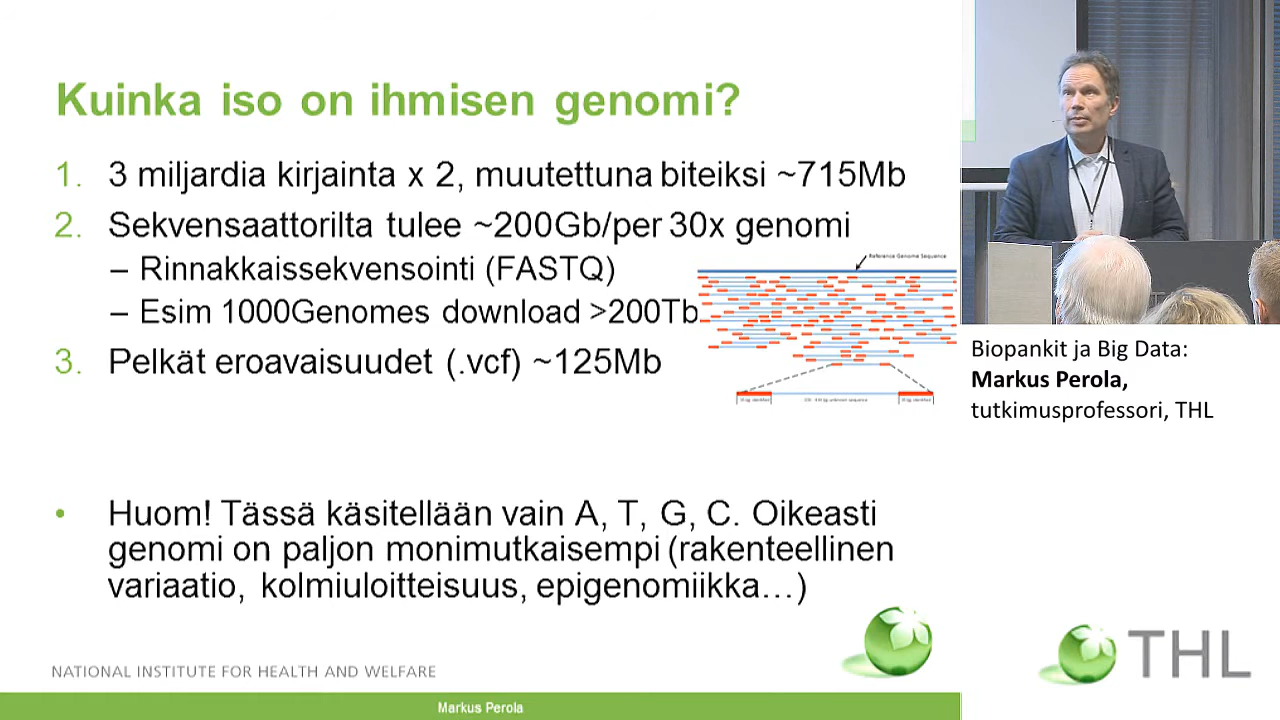 Kuinka iso on ihmisen genomi?
1. 3 miljardia kirjainta x 2, muutettuna biteiksi ~715Mb
2. Sekvensaattorilta tulee ~200Gb/per 30x genomi
– Rinnakkaissekvensointi (FASTQ)
– Esim 1000Genomes download >200Tb
3. Pelkät eroavaisuudet (.vcf) ~125Mb
Reference Genome Sequence
• Huom! Tässä käsitellään vain A, T, G, C. Oikeasti
genomi on paljon monimutkaisempi (rakenteellinen
variaatio, kolmiuloitteisuus, epigenomiikka…)
NATIONAL INSTITUTE FOR HEALTH AND WELFARE
Markus Perola
Biopankit ja Big Data:
Markus Perola,
tutkimusprofessori, THL
THL